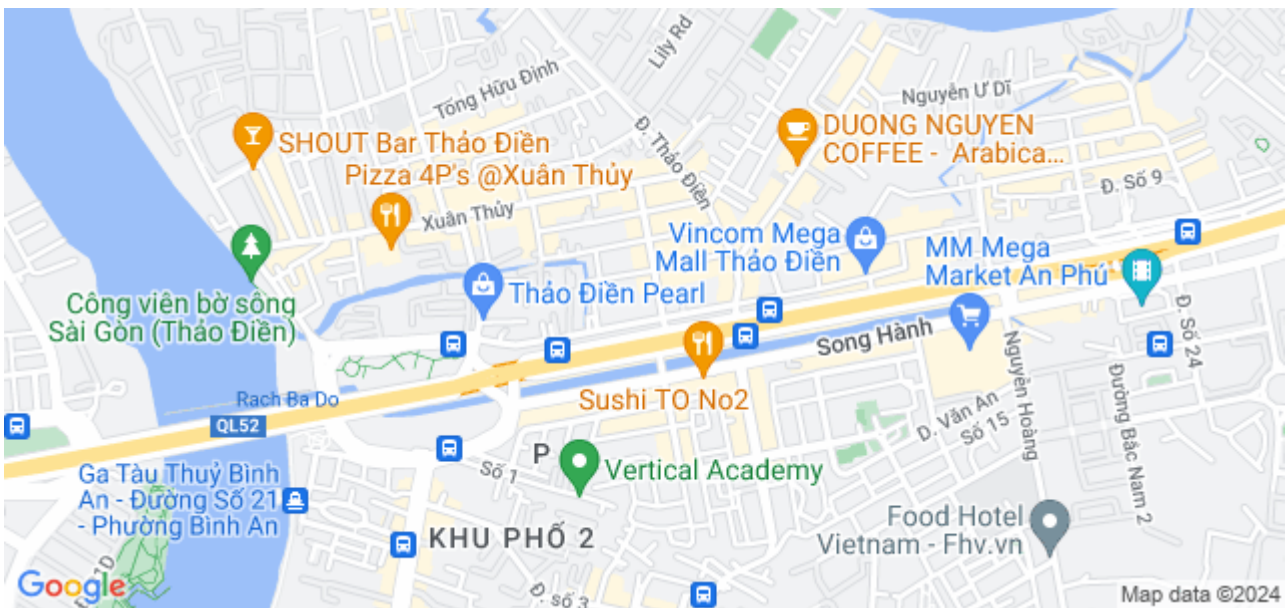 Lily Rd
Tống Hữu Định
Nguyễn Ư Dĩ
SHOUT Bar Thảo Điền
DUONG NGUYEN
COFFEE - Arabica...
Đ. Thảo Điền
Pizza 4P's @Xuân Thủy
Đ. Số 9
Xuân Thủy
Vincom Mega
Mall Thảo Điền
MM Mega
Market An Phú
Công viên bờ sông
Sài Gòn (Thảo Điền)
Thảo Điền Pearl
Song Hành
Đ. Số 24
Nguyễn Hoàng
Rach Ba Do
Sushi TO No2
Đường Bắc Nam 2
QL52
Đ. Văn An
Số 15
P
Số 1
Vertical Academy
Ga Tàu Thuỷ Bình
An - Đường Số 21
- Phường Bình An
KHU PHỐ 2
Food Hotel
Vietnam - Fhv.vn
Đ. số 3
Google
Map data ©2024